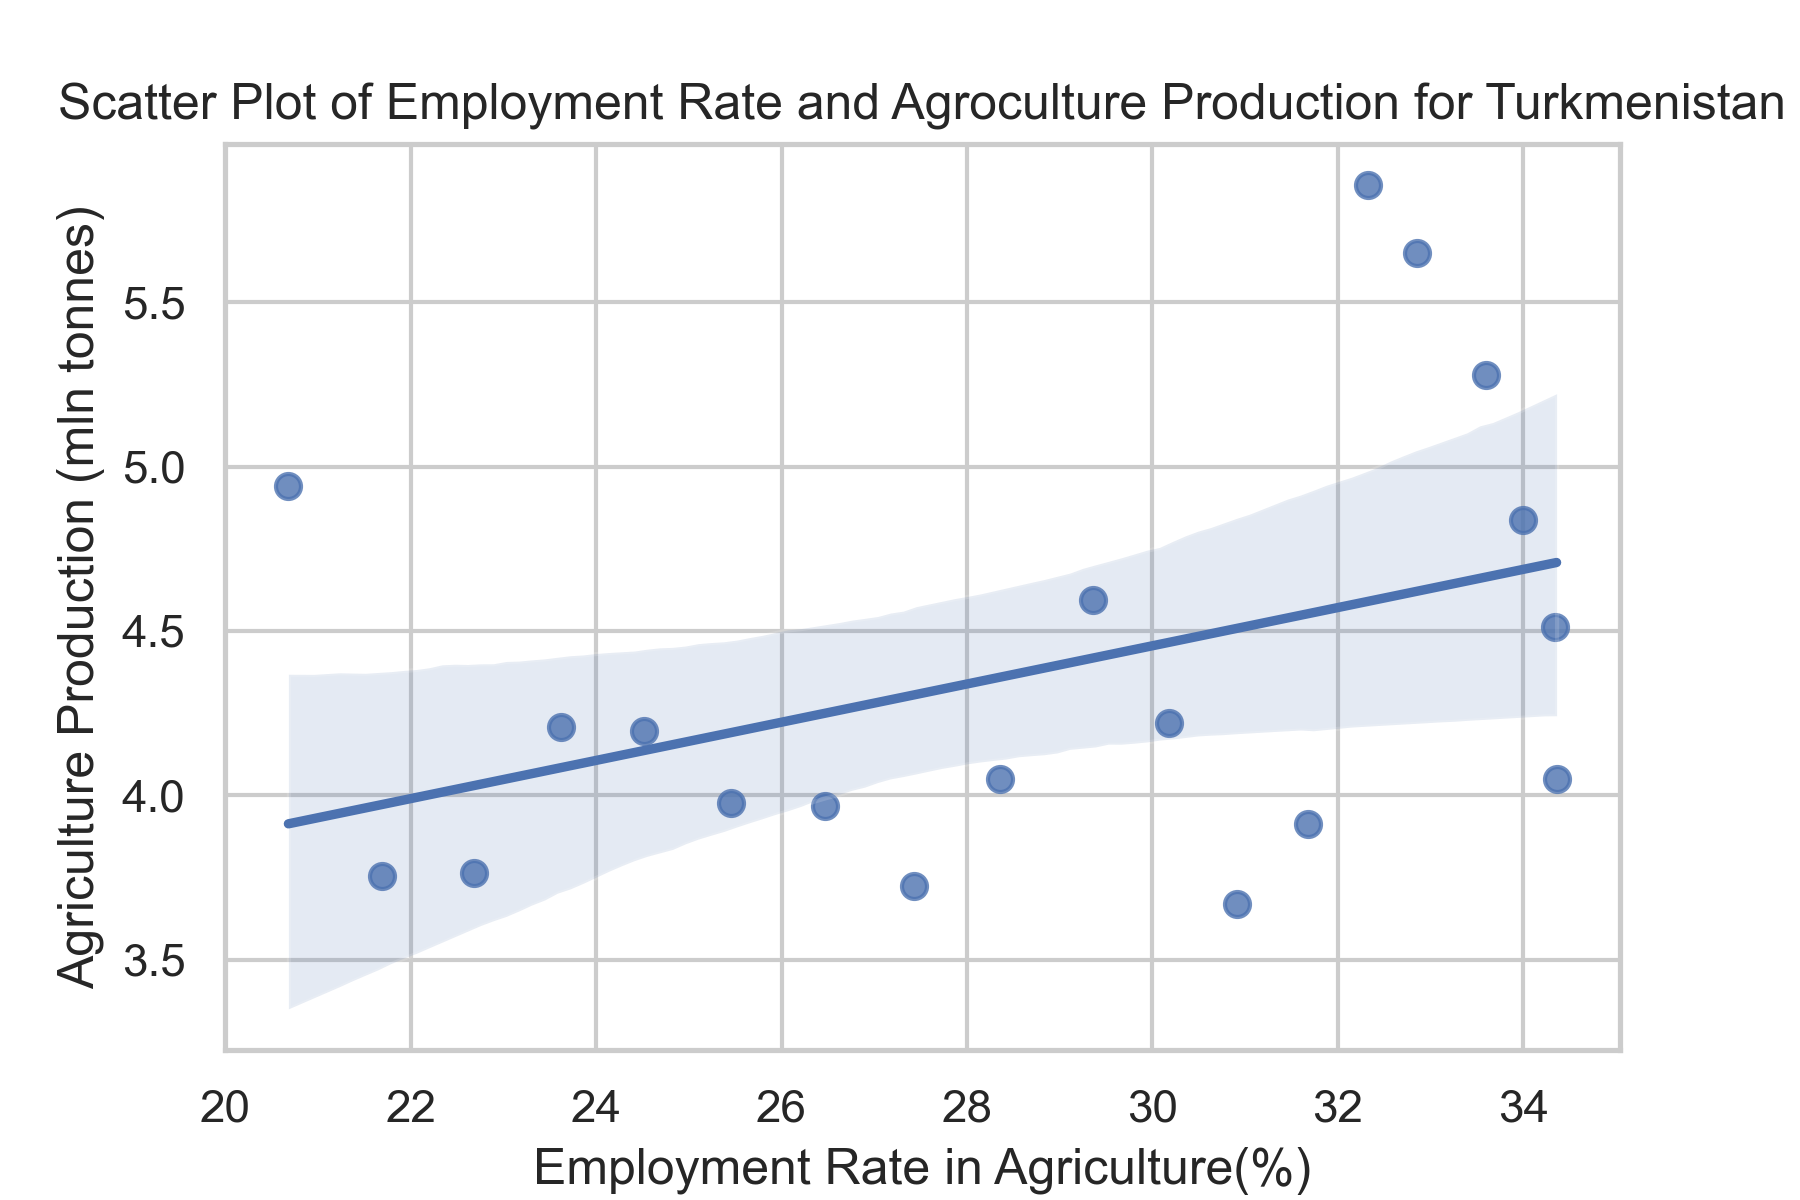 Scatter Plot of Employment Rate and Agroculture Production for Turkmenistan
Agriculture Production (mln tonnes)
5.5
5.0
4.5
4.0
3.5
20 22 24 26 28 30 32 34
Employment Rate in Agriculture(%)